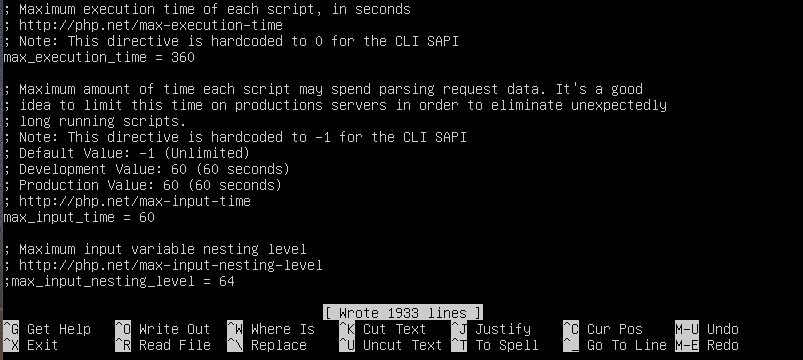 ; Maximum execution time of each script, in seconds
; http://php.net/max-execution-time
; Note: This directive is hardcoded to 0 for the CLI SAPI
max_execution_time = 360
; Maximum amount of time each script may spend parsing request data. It's a good
; idea to limit this time on productions servers in order to eliminate unexpectedly
; long running scripts.
; Note: This directive is hardcoded to -1 for the CLI SAPI
; Default Value: -1 (Unlimited)
; Development Value: 60 (60 seconds)
; Production Value: 60 (60 seconds)
; http://php.net/max-input-time
max_input_time = 60
; Maximum input variable nesting level
; http://php.net/max-input-nesting-level
;max_input_nesting_level = 64
[ Wrote 1933 lines ]
^G Get Help ^O Write Out ^W Where Is ^K Cut Text ^J Justify ^C Cur Pos M-U Undo
^X Exit ^R Read File ^\ Replace ^U Uncut Text ^T To Spell ^_ Go To Line M-E Redo